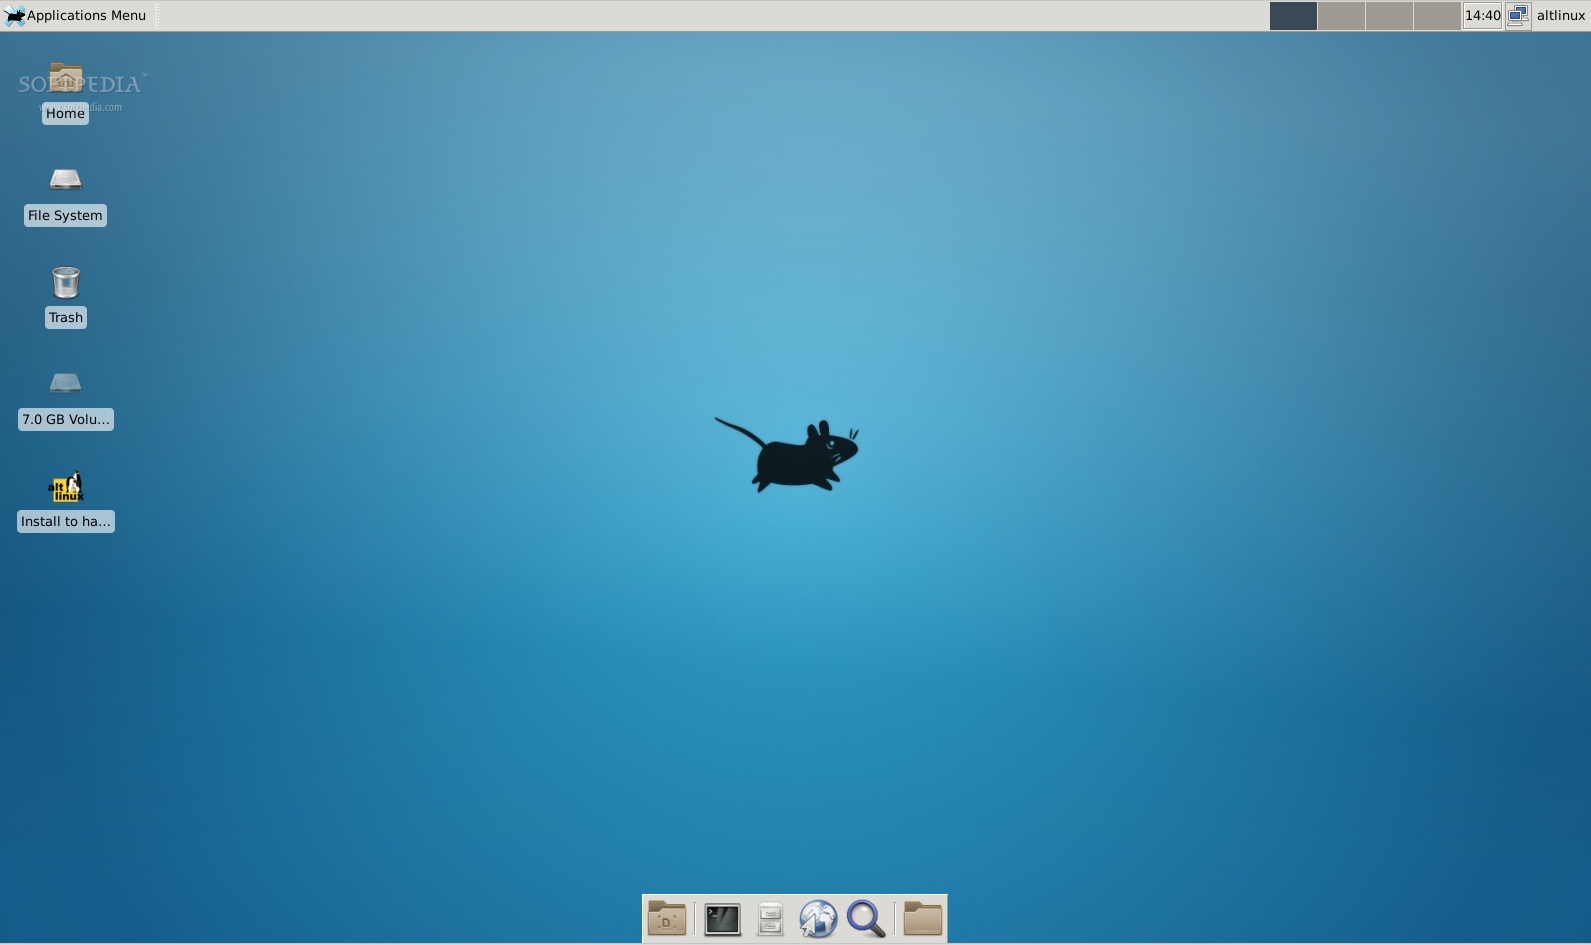 Applications Menu
14:40
altlinux
SOFTPEDIA™
www.softpedia.com
Home
File System
Trash
7.0 GB Volu...
alt
linux
Install to ha...
D